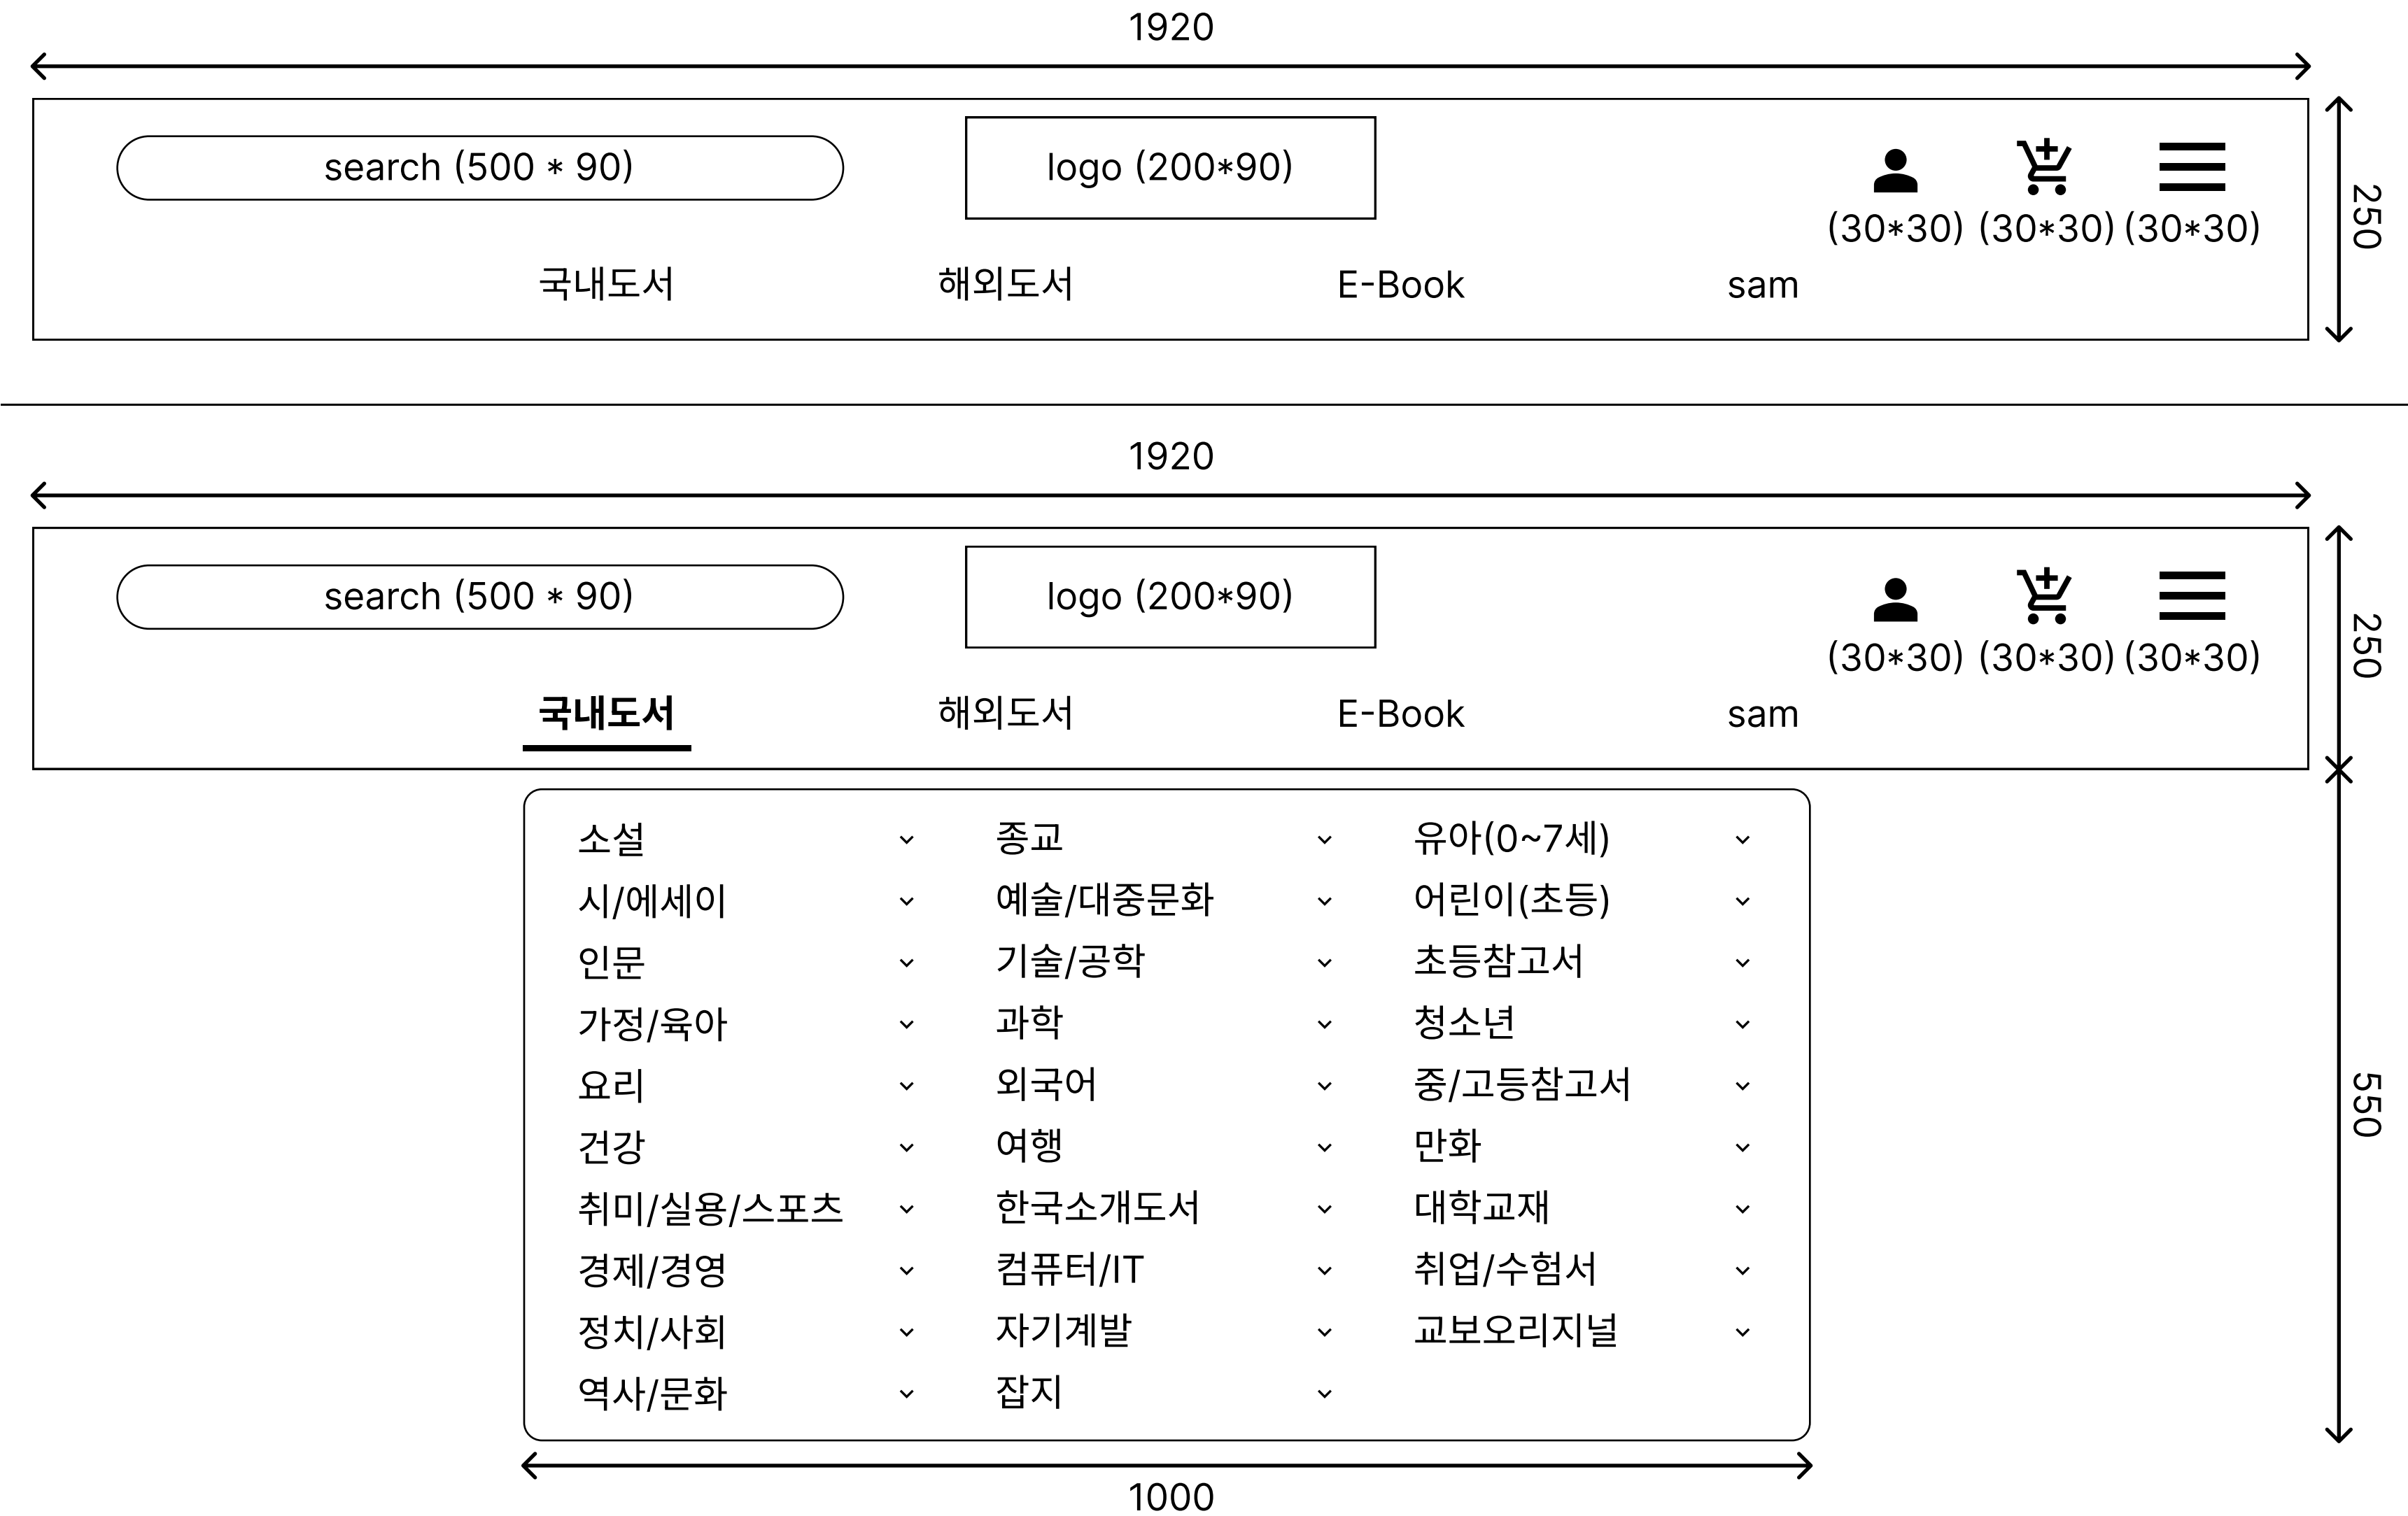 1920
search (500 * 90)
logo (200*90)
(30*30) (30*30) (30*30)
250
국내도서 해외도서 E-Book sam
1920
search (500 * 90)
logo (200*90)
(30*30) (30*30) (30*30)
250
국내도서 해외도서 E-Book sam
소설 종교 유아(0~7세)
시/에세이 예술/대중문화 어린이(초등)
인문 기술/공학 초등참고서
가정/육아 과학 청소년
요리 외국어 중/고등참고서
건강 여행 만화
취미/실용/스포츠 한국소개도서 대학교재
경제/경영 컴퓨터/IT 취업/수험서
정치/사회 자기계발 교보오리지널
역사/문화 잡지
550
1000